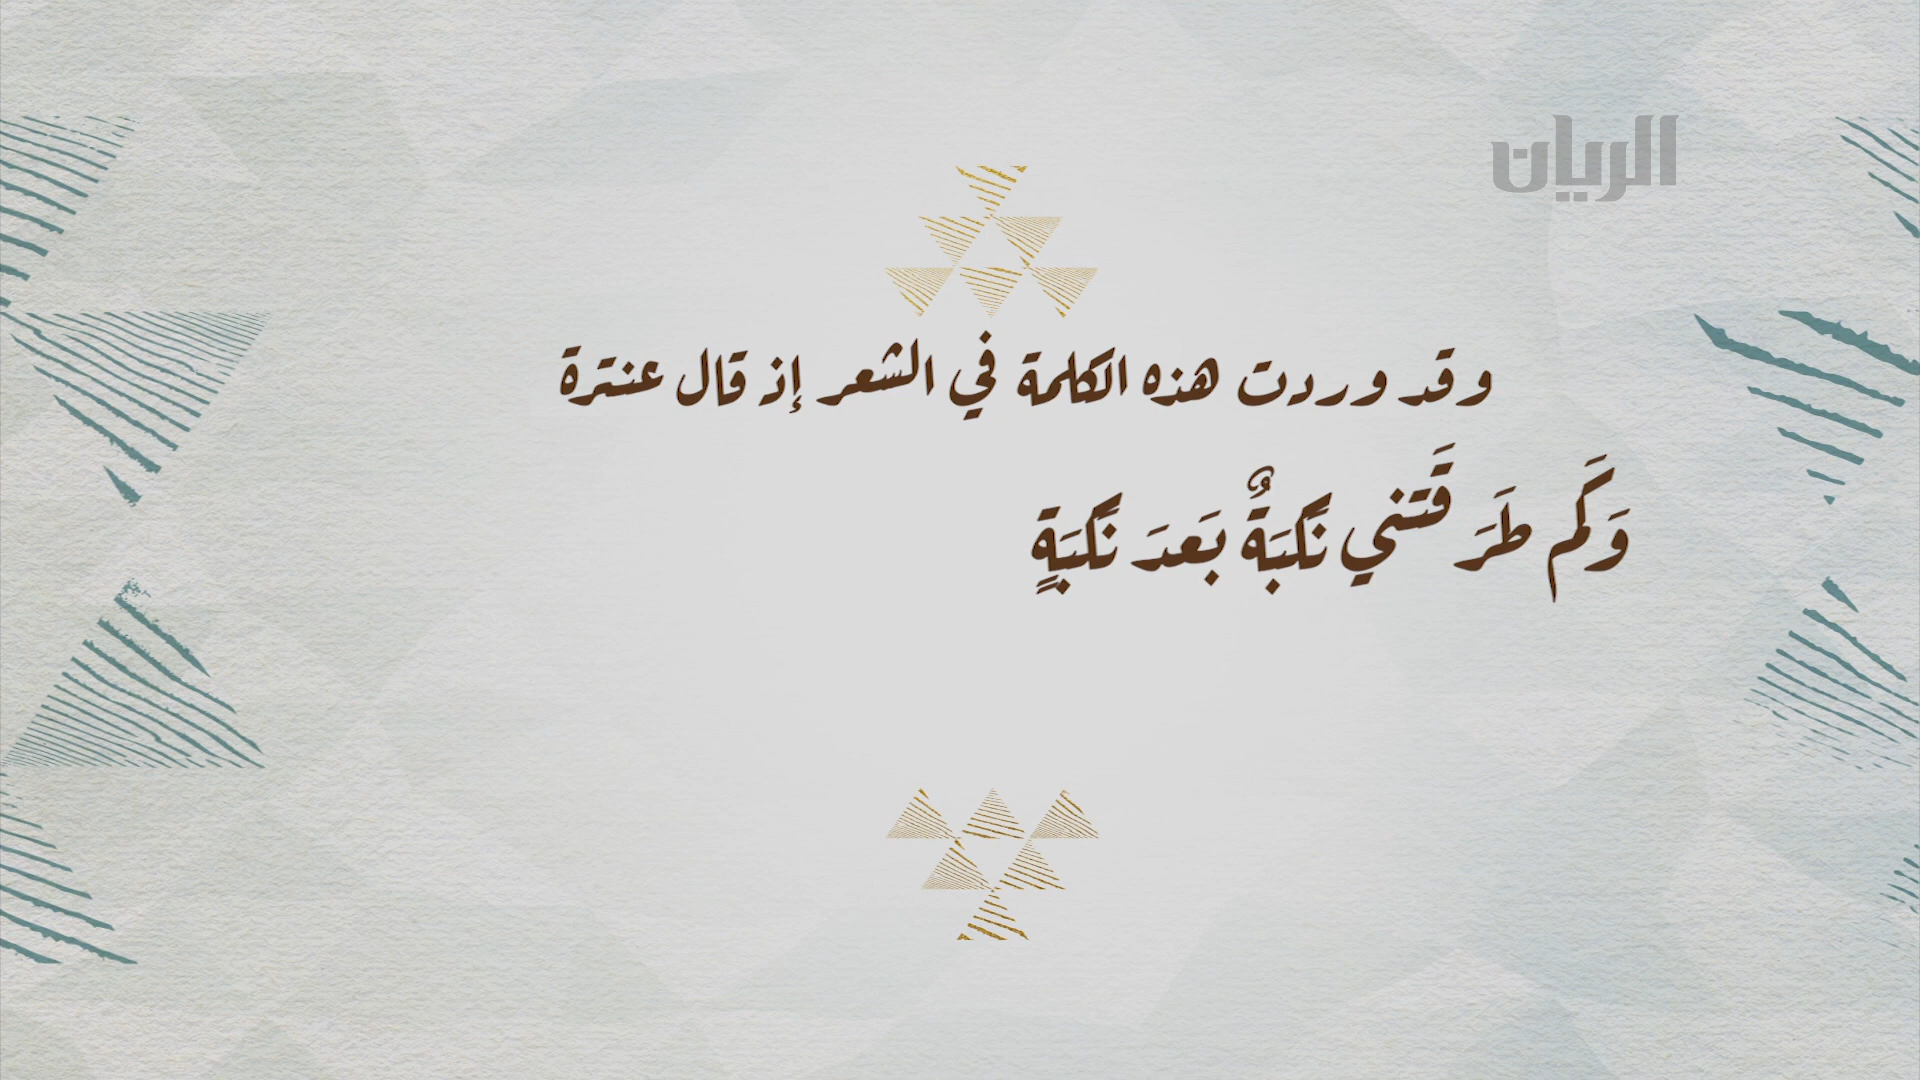 الريان
وقد وردت هذه الكلمة في الشعر إذ قال عنترة
وَكَم طَرَقَتني نَكبَةٌ بَعدَ نَكبَةٍ